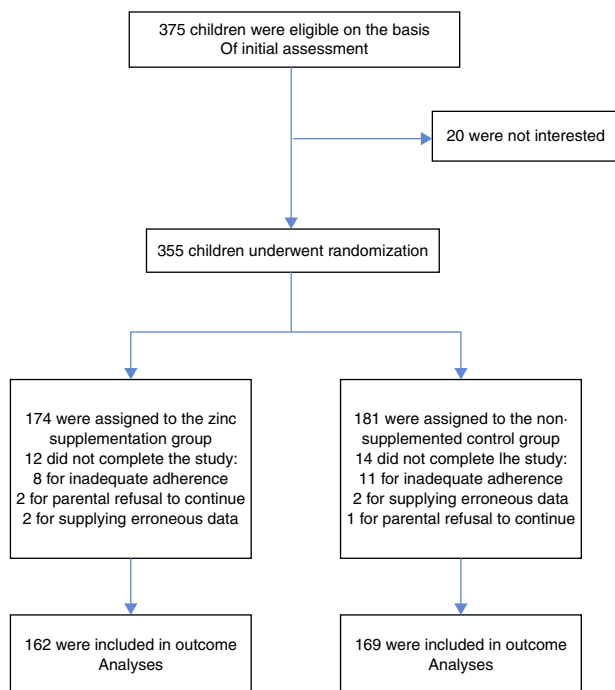 375 children were eligible on the basis
Of initial assessment
20 were not interested
355 children underwent randomization
174 were assigned to the zinc
supplementation group
12 did not complete the study:
8 for inadequate adherence
2 for parental refusal to continue
2 for supplying erroneous data
181 were assigned to the non-
supplemented control group
14 did not complete lhe study:
11 for inadequate adherence
2 for supplying erroneous data
1 for parental refusal to continue
162 were included in outcome
Analyses
169 were included in outcome
Analyses